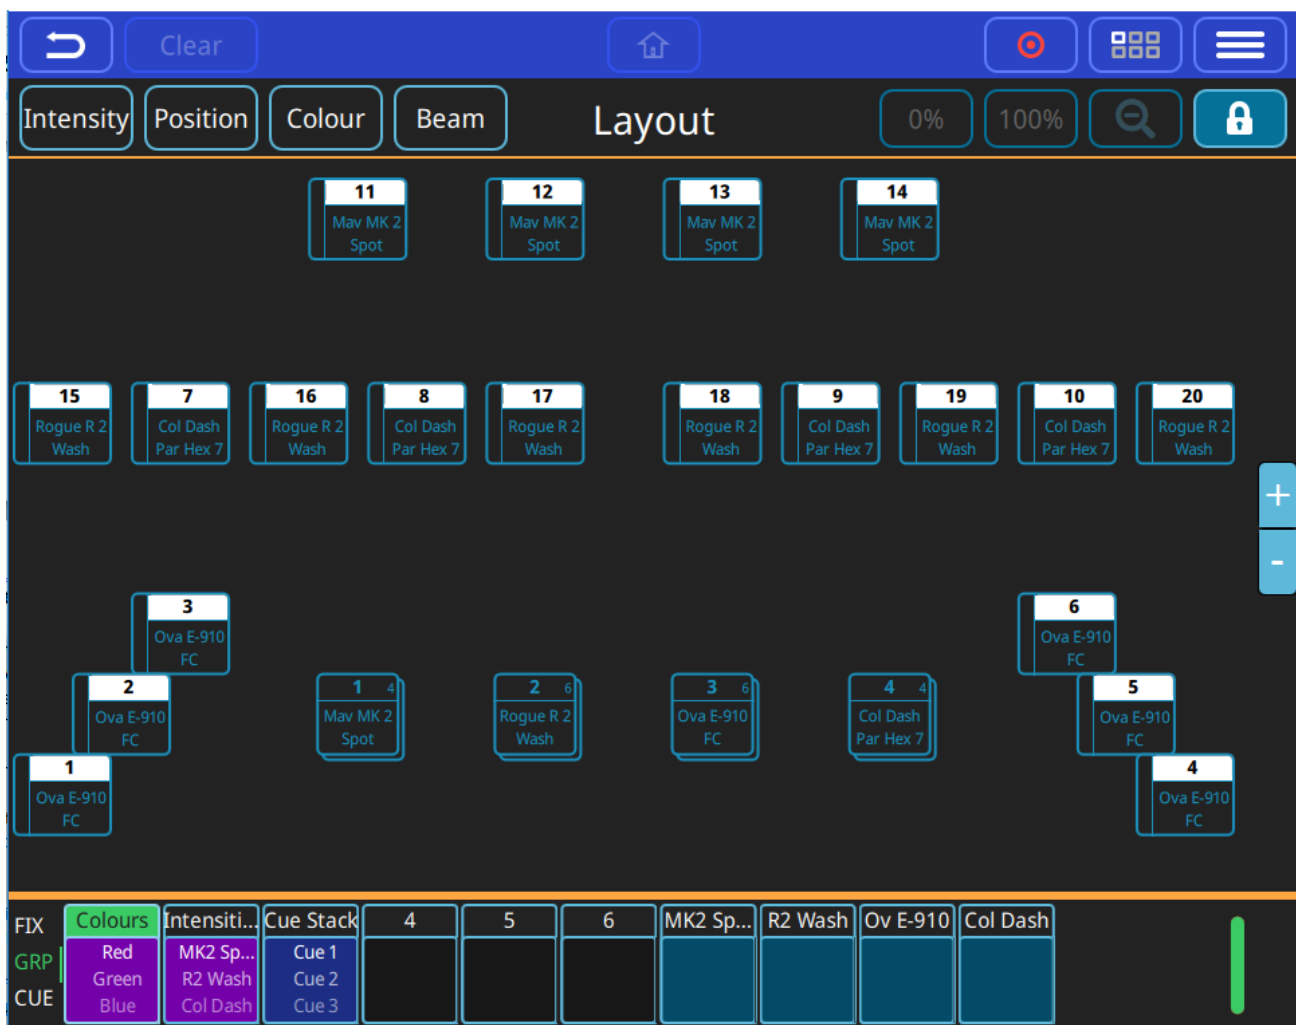 Clear
Intensity Position Colour Beam Layout 0% 100%
11 12 13 14
Mav MK 2 Mav MK 2 Mav MK 2 Mav MK 2
Spot Spot Spot Spot
15 7 16 8 17 18 9 19 10 20
Rogue R 2 Col Dash Rogue R 2 Col Dash Rogue R 2 Rogue R 2 Col Dash Rogue R 2 Col Dash Rogue R 2
Wash Par Hex 7 Wash Par Hex 7 Wash Wash Par Hex 7 Wash Par Hex 7 Wash
+
-
3 6
Ova E-910 Ova E-910
FC FC
2 1 4 2 6 3 6 4 4 5
Ova E-910 Mav MK 2 Rogue R 2 Ova E-910 Col Dash Ova E-910
FC Spot Wash FC Par Hex 7 FC
1 4
Ova E-910 Ova E-910
FC FC
FIX Colours Intensiti... Cue Stack 4 5 6 MK2 Sp... R2 Wash Ov E-910 Col Dash
GRP Red MK2 Sp... Cue 1
Green R2 Wash Cue 2
CUE Blue Col Dash Cue 3